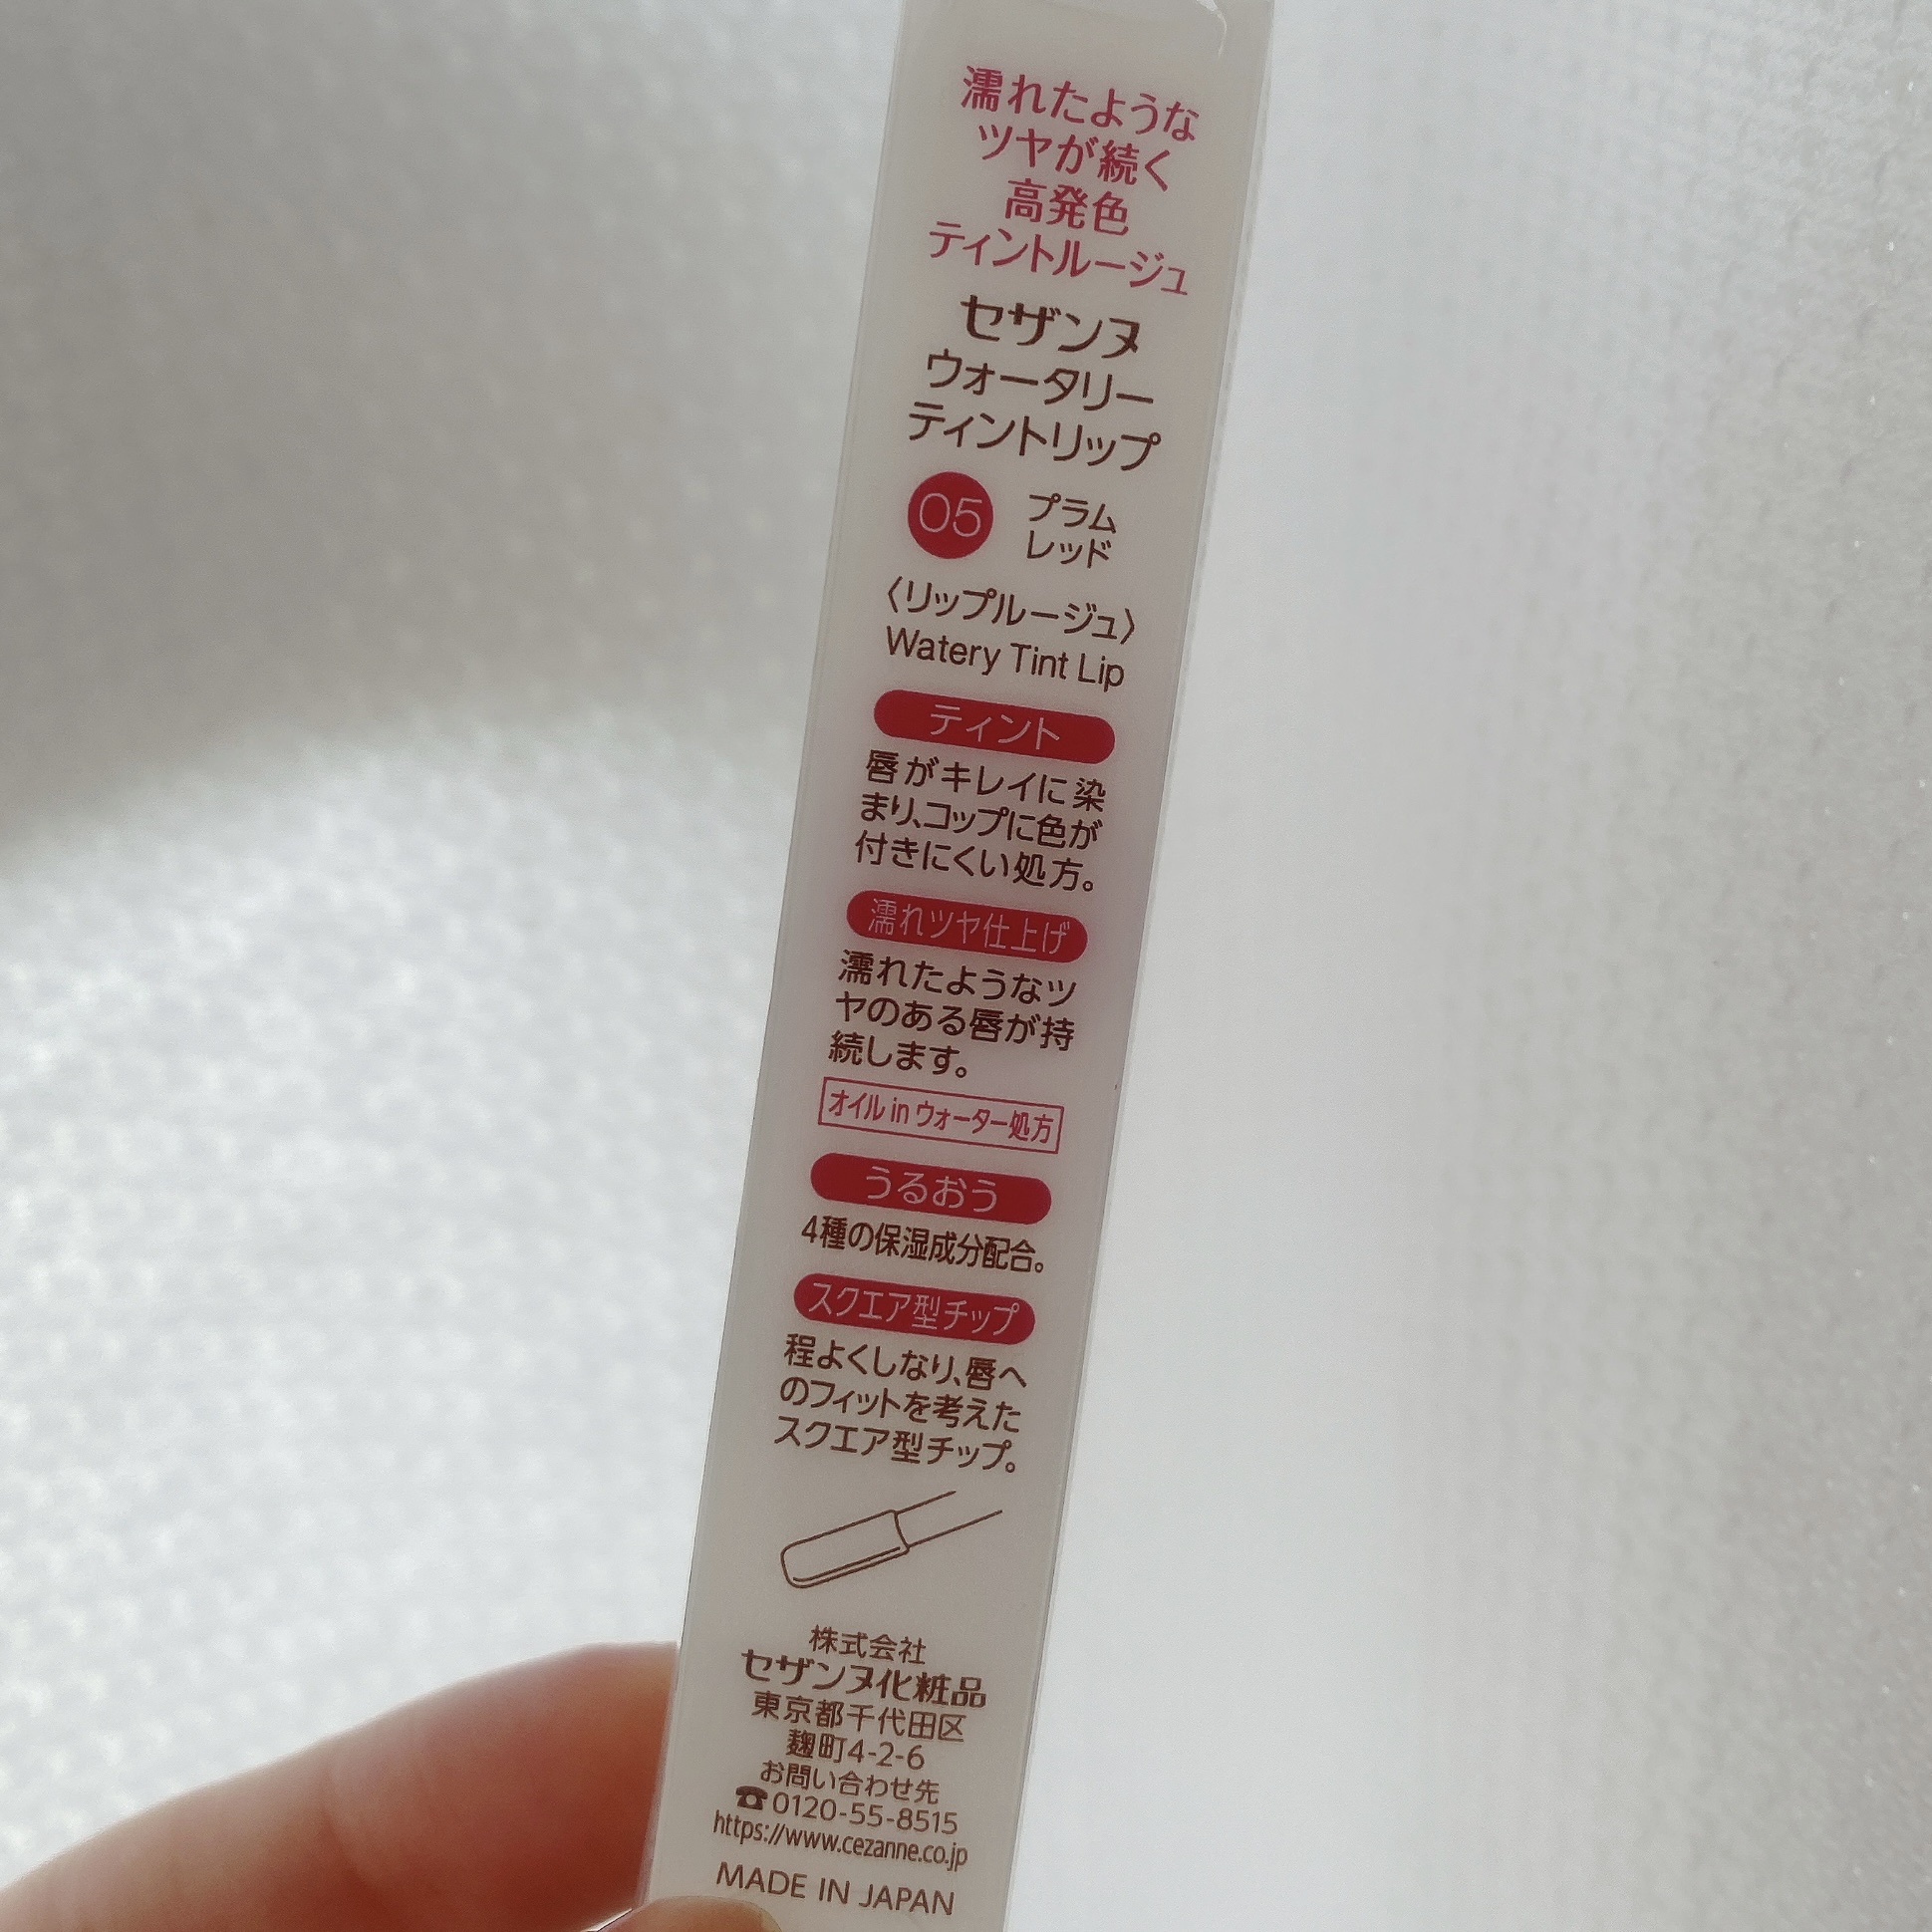 濡れたような
ツヤが続く
高発色
ティントルージュ
セザンヌ
ウォータリー
ティントリップ
05 プラム
レッド
〈リップルージュ〉
Watery Tint Lip
ティント
唇がキレイに染
まり、コップに色が
付きにくい処方。
濡れツヤ仕上げ
濡れたようなツ
ヤのある唇が持
続します。
オイル in ウォーター処方
うるおう
4種の保湿成分配合。
スクエア型チップ
程よくしなり、唇へ
のフィットを考えた
スクエア型チップ。
株式会社
セザンヌ化粧品
東京都千代田区
麹町4-2-6
お問い合わせ先
☎0120-55-8515
https://www.cezanne.co.jp
MADE IN JAPAN